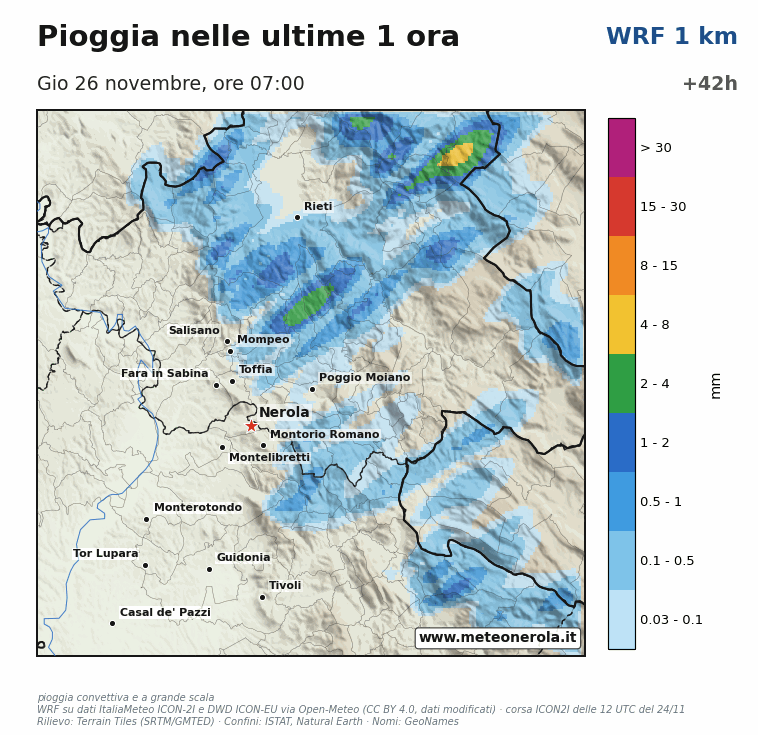 Pioggia nelle ultime 1 ora
WRF 1 km
Gio 26 novembre, ore 07:00
+42h
Rieti
Salisano
Mompeo
Fara in Sabina
Toffia
Poggio Moiano
Nerola
Montorio Romano
Montelibretti
Monterotondo
Tor Lupara
Guidonia
Tivoli
Casal de' Pazzi
www.meteonerola.it
> 30
15 - 30
8 - 15
4 - 8
2 - 4
1 - 2
0.5 - 1
0.1 - 0.5
0.03 - 0.1
mm
pioggia convettiva e a grande scala
WRF su dati ItaliaMeteo ICON-2I e DWD ICON-EU via Open-Meteo (CC BY 4.0, dati modificati) · corsa ICON2I delle 12 UTC del 24/11
Rilievo: Terrain Tiles (SRTM/GMTED) · Confini: ISTAT, Natural Earth · Nomi: GeoNames